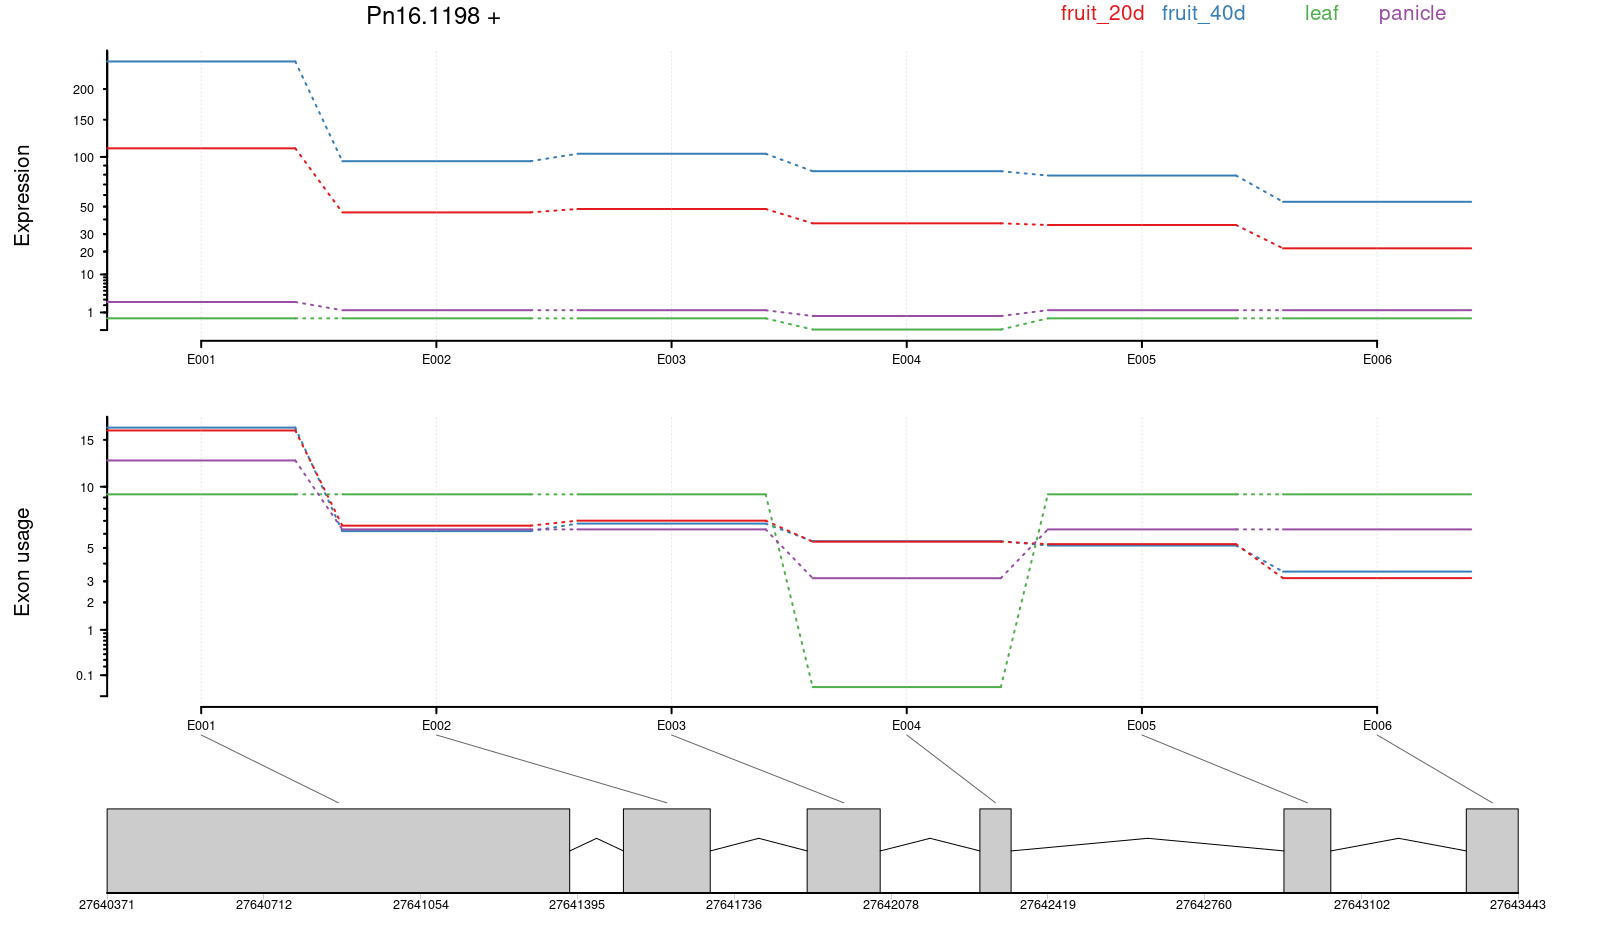 Pn16.1198 +
fruit_20d fruit_40d leaf panicle
Expression
200
150
100
50
30
20
10
1
E001 E002 E003 E004 E005 E006
Exon usage
15
10
5
3
2
1
0.1
E001 E002 E003 E004 E005 E006
27640371 27640712 27641054 27641395 27641736 27642078 27642419 27642760 27643102 27643443